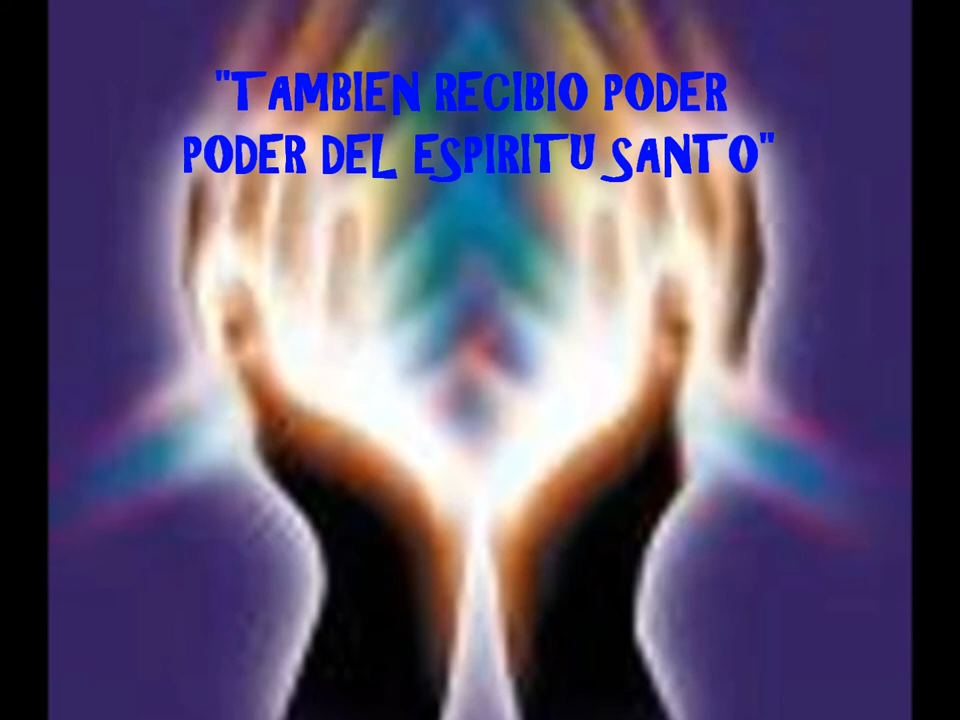 "TAMBIEN RECIBIO PODER
PODER DEL ESPIRITU SANTO"